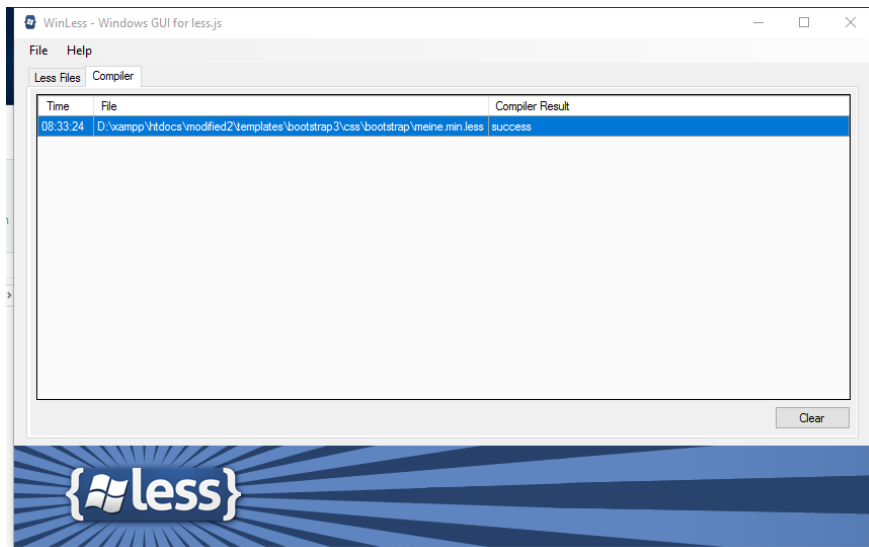 WinLess - Windows GUI for less.js
File Help
Less Files Compiler
Time File Compiler Result
08:33:24 D:\xampp\htdocs\modified2\templates\bootstrap3\css\bootstrap\meine.min.less success
Clear
{less}